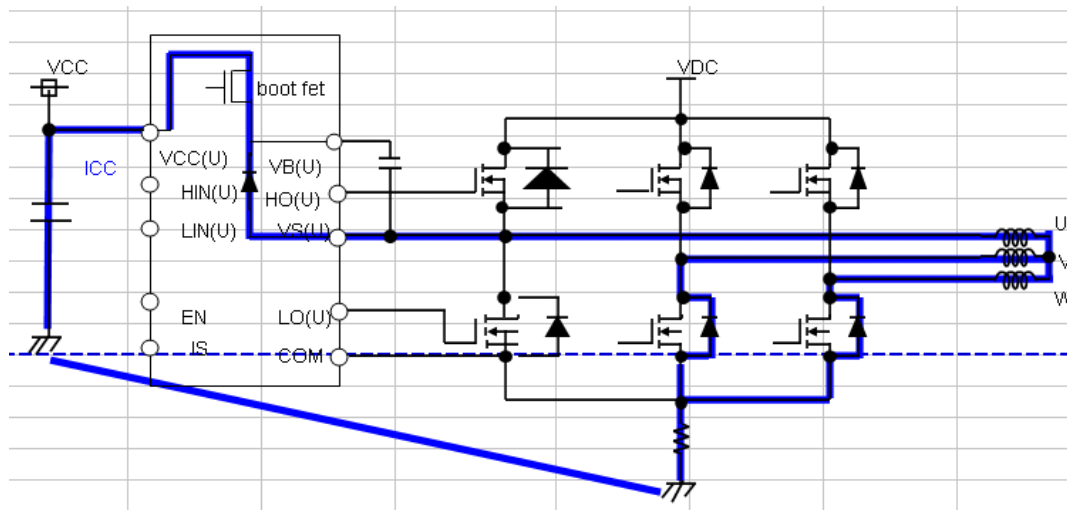 VCC
boot fet
VDC
ICC
VCC(U)
VB(U)
HIN(U)
HO(U)
LIN(U)
VS(U)
U
V
W
EN
LO(U)
IS
COM